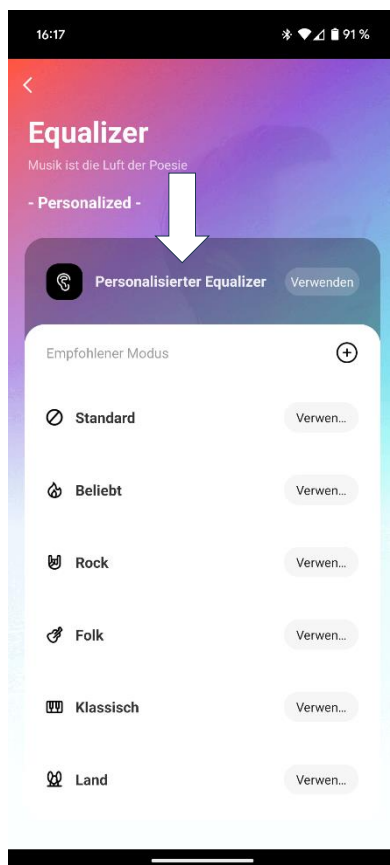 16:17
91 %
Equalizer
Musik ist die Luft der Poesie
- Personalized -
Personalisierter Equalizer Verwenden
Empfohlener Modus
Standard Verwen...
Beliebt Verwen...
Rock Verwen...
Folk Verwen...
Klassisch Verwen...
Land Verwen...